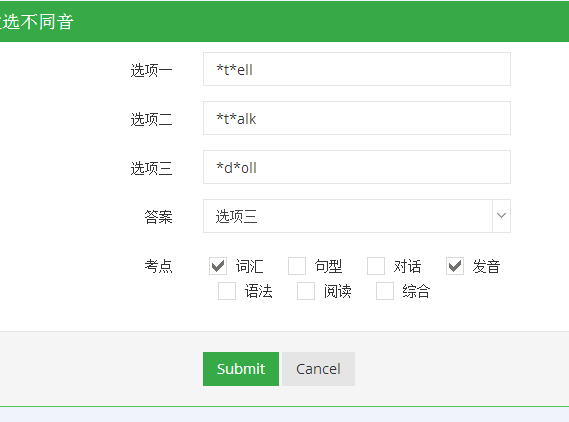 选不同音
选项一 *t*ell
选项二 *t*alk
选项三 *d*oll
答案 选项三
考点 词汇 句型 对话 发音
语法 阅读 综合
Submit Cancel